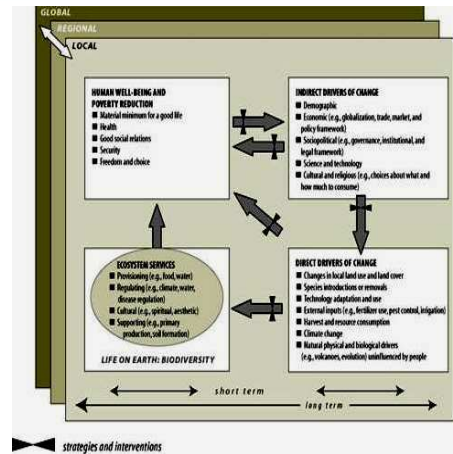 GLOBAL
REGIONAL
LOCAL
HUMAN WELL-BEING AND
POVERTY REDUCTION
■ Material minimum for a good life
■ Health
■ Good social relations
■ Security
■ Freedom and choice
INDIRECT DRIVERS OF CHANGE
■ Demographic
■ Economic (e.g., globalization, trade, market, and
policy framework)
■ Sociopolitical (e.g., governance, institutional, and
legal framework)
■ Science and technology
■ Cultural and religious (e.g., choices about what and
how much to consume)
ECOSYSTEM SERVICES
■ Provisioning (e.g., food, water)
■ Regulating (e.g., climate, water,
disease regulation)
■ Cultural (e.g., spiritual, aesthetic)
■ Supporting (e.g., primary
production, soil formation)
LIFE ON EARTH: BIODIVERSITY
DIRECT DRIVERS OF CHANGE
■ Changes in local land use and land cover
■ Species introductions or removals
■ Technology adaptation and use
■ External inputs (e.g., fertilizer use, pest control, irrigation)
■ Harvest and resource consumption
■ Climate change
■ Natural physical and biological drivers
(e.g., volcanoes, evolution) uninfluenced by people
short term
long term
strategies and interventions